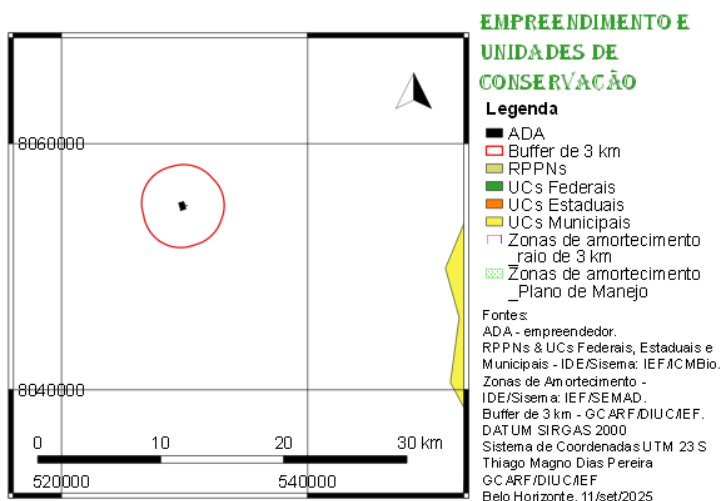 EMPREENDIMENTO E
UNIDADES DE
CONSERVAÇÃO
Legenda
ADA
Buffer de 3 km
RPPNs
UCs Federais
UCs Estaduais
UCs Municipais
Zonas de amortecimento
_raio de 3 km
Zonas de amortecimento
_Plano de Manejo
Fontes:
ADA - empreendedor.
RPPNs & UCs Federais, Estaduais e
Municipais - IDE/Sisema: IEF/ICMBio.
Zonas de Amortecimento -
IDE/Sisema: IEF/SEMAD.
Buffer de 3 km - GCARF/DIUC/IEF.
DATUM SIRGAS 2000
Sistema de Coordenadas UTM 23 S
Thiago Magno Dias Pereira
GCARF/DIUC/IEF
Belo Horizonte, 11/set/2025
8060000
8040000
0 10 20 30 km
520000 540000